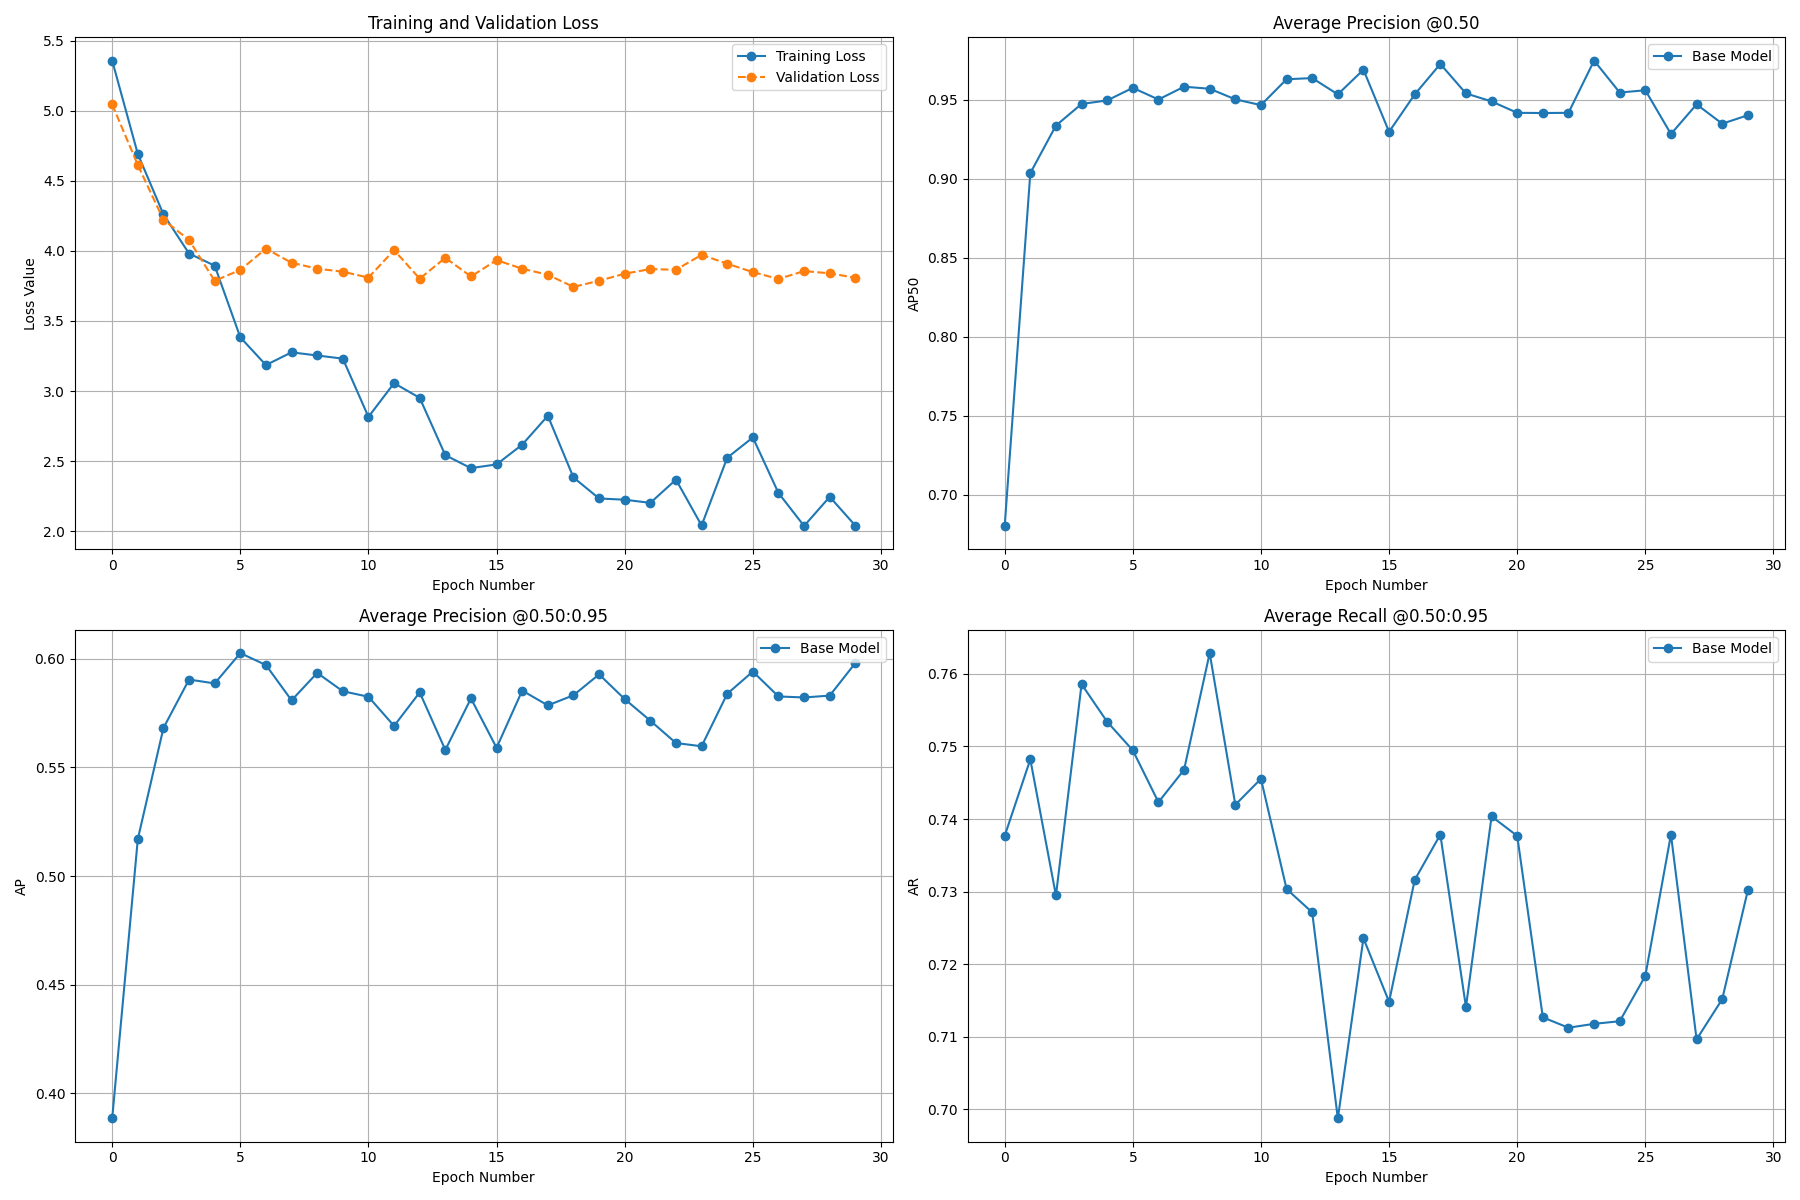 Training and Validation Loss
Training Loss
Validation Loss
5.5
5.0
4.5
4.0
3.5
3.0
2.5
2.0
Loss Value
0 5 10 15 20 25 30
Epoch Number
Average Precision @0.50
Base Model
0.95
0.90
0.85
0.80
0.75
0.70
AP50
0 5 10 15 20 25 30
Epoch Number
Average Precision @0.50:0.95
Base Model
0.60
0.55
0.50
0.45
0.40
AP
0 5 10 15 20 25 30
Epoch Number
Average Recall @0.50:0.95
Base Model
0.76
0.75
0.74
0.73
0.72
0.71
0.70
AR
0 5 10 15 20 25 30
Epoch Number